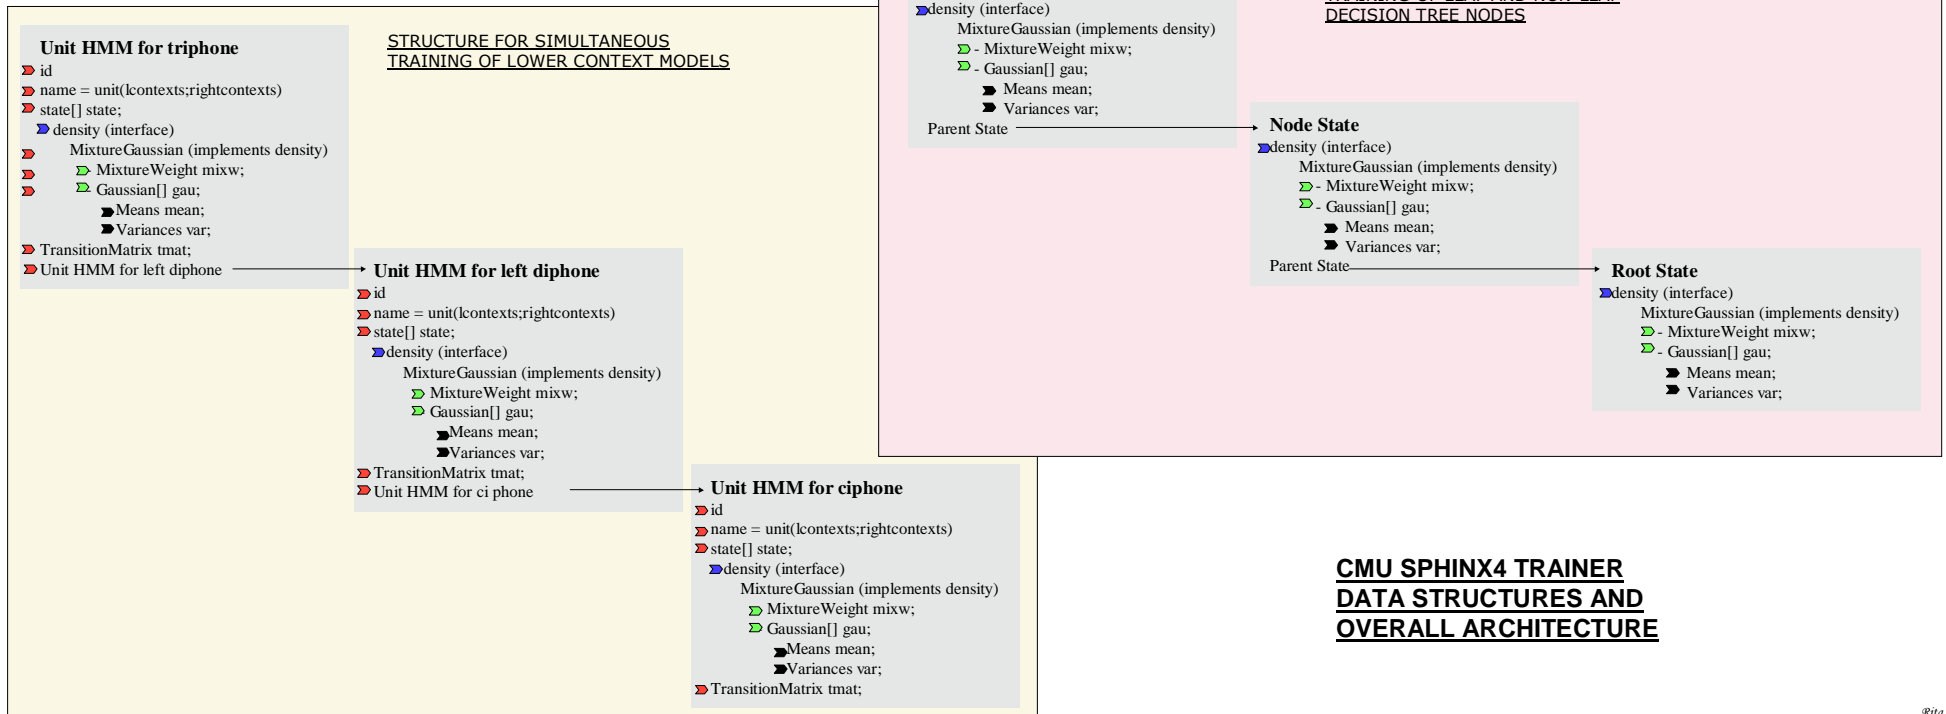 Unit HMM for triphone
id
name = unit(lcontexts;rightcontexts)
state[] state;
density (interface)
MixtureGaussian (implements density)
MixtureWeight mixw;
Gaussian[] gau;
Means mean;
Variances var;
TransitionMatrix tmat;
Unit HMM for left diphone
STRUCTURE FOR SIMULTANEOUS
TRAINING OF LOWER CONTEXT MODELS
Unit HMM for left diphone
id
name = unit(lcontexts;rightcontexts)
state[] state;
density (interface)
MixtureGaussian (implements density)
MixtureWeight mixw;
Gaussian[] gau;
Means mean;
Variances var;
TransitionMatrix tmat;
Unit HMM for ci phone
Unit HMM for ciphone
id
name = unit(lcontexts;rightcontexts)
state[] state;
density (interface)
MixtureGaussian (implements density)
MixtureWeight mixw;
Gaussian[] gau;
Means mean;
Variances var;
TransitionMatrix tmat;
DECISION TREE NODES
density (interface)
MixtureGaussian (implements density)
- MixtureWeight mixw;
- Gaussian[] gau;
Means mean;
Variances var;
Parent State
Node State
density (interface)
MixtureGaussian (implements density)
- MixtureWeight mixw;
- Gaussian[] gau;
Means mean;
Variances var;
Parent State
Root State
density (interface)
MixtureGaussian (implements density)
- MixtureWeight mixw;
- Gaussian[] gau;
Means mean;
Variances var;
CMU SPHINX4 TRAINER
DATA STRUCTURES AND
OVERALL ARCHITECTURE